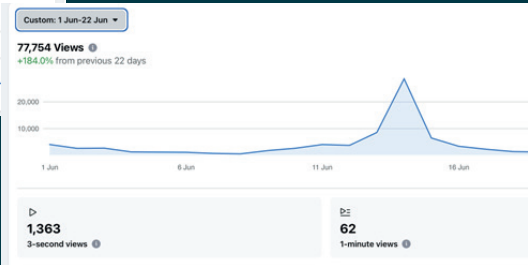 Custom: 1 Jun-22 Jun
77,754 Views
+184.0% from previous 22 days
20,000
10,000
1 Jun
6 Jun
11 Jun
16 Jun
1,363
3-second views
62
1-minute views